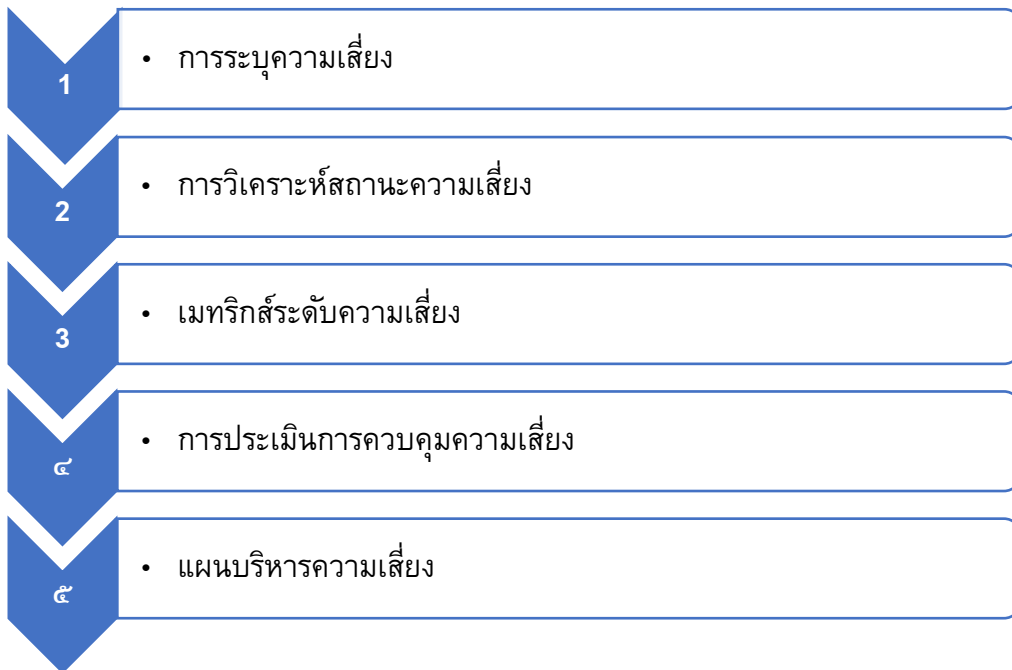 1
• การระบุความเสี่ยง
2
• การวิเคราะห์สถานะความเสี่ยง
3
• เมทริกส์ระดับความเสี่ยง
๔
• การประเมินการควบคุมความเสี่ยง
๕
• แผนบริหารความเสี่ยง